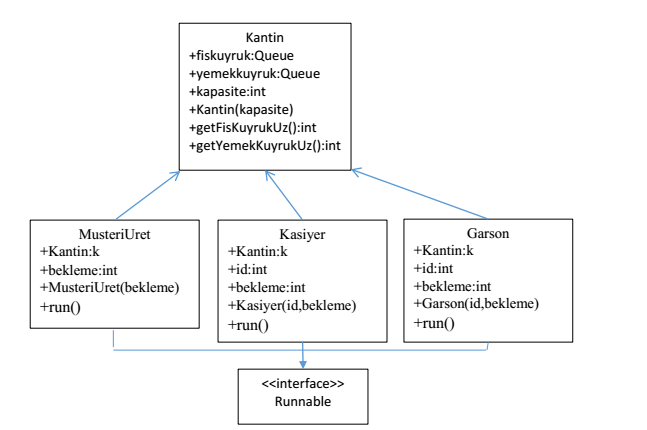 Kantin
+fiskuyruk:Queue
+yemekkuyruk:Queue
+kapasite:int
+Kantin(kapasite)
+getFisKuyrukUz():int
+getYemekKuyrukUz():int
MusteriUret
+Kantin:k
+bekleme:int
+MusteriUret(bekleme)
+run()
Kasiyer
+Kantin:k
+id:int
+bekleme:int
+Kasiyer(id,bekleme)
+run()
Garson
+Kantin:k
+id:int
+bekleme:int
+Garson(id,bekleme)
+run()
<<interface>>
Runnable